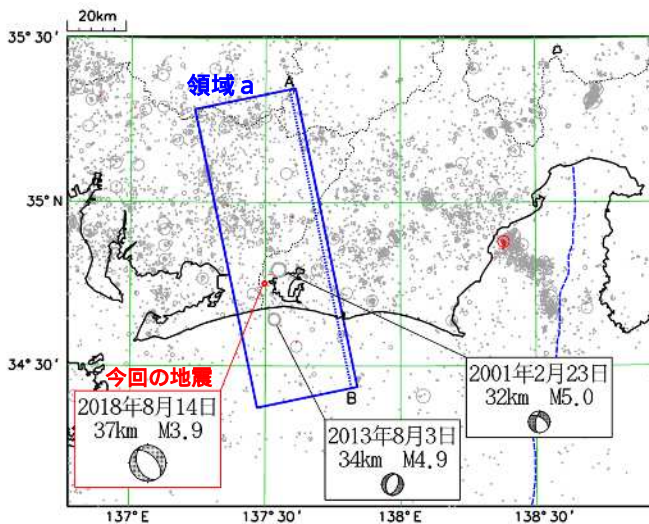 20km
35°30′
領域a
A
35°N
34°30′
今回の地震
2018年8月14日
37km M3.9
B
2013年8月3日
34km M4.9
2001年2月23日
32km M5.0
137°E
137°30′
138°E
138°30′